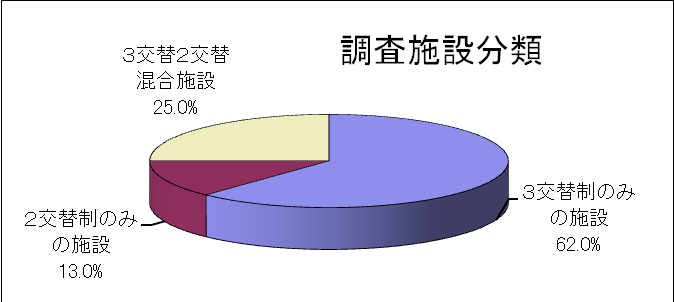 調査施設分類
３交替２交替
混合施設
25.0%
２交替制のみ
の施設
13.0%
３交替制のみ
の施設
62.0%